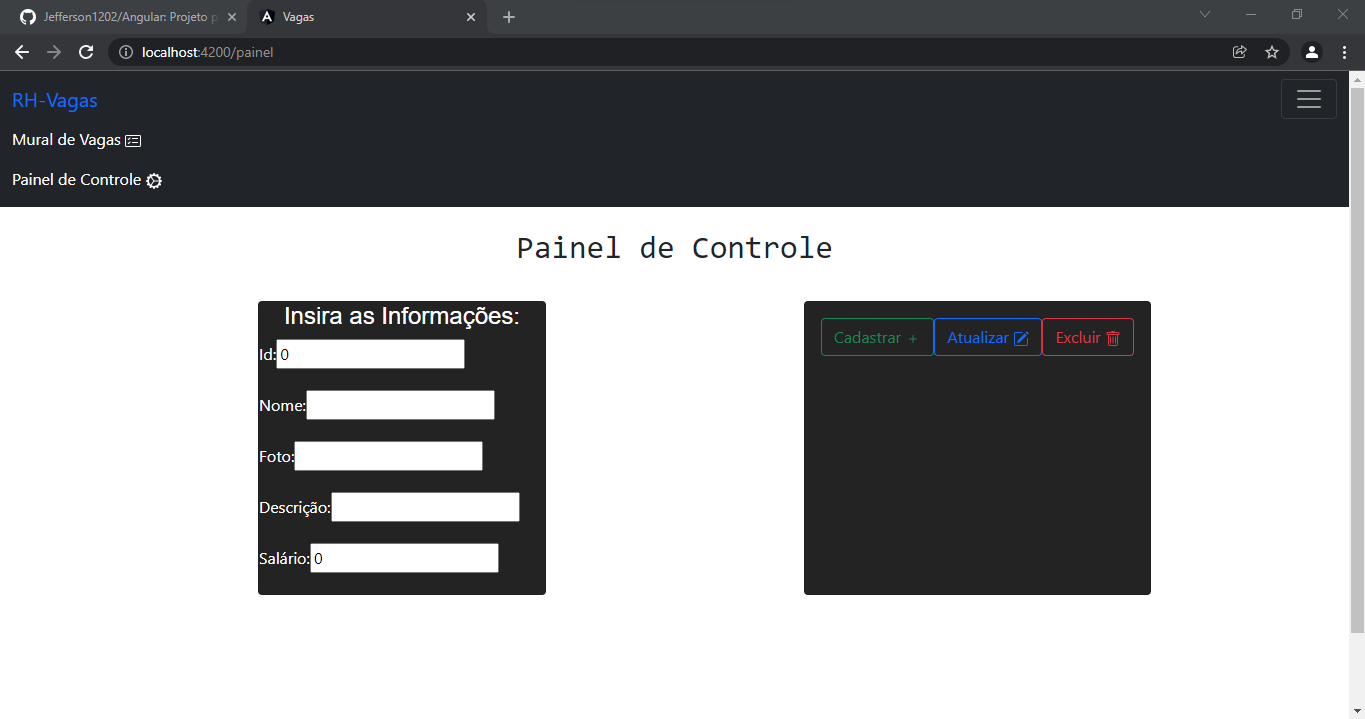 Jefferson1202/Angular: Projeto p
Vagas
localhost:4200/painel
RH-Vagas
Mural de Vagas
Painel de Controle
Painel de Controle
Insira as Informações:
Id: 0
Nome:
Foto:
Descrição:
Salário: 0
Cadastrar + Atualizar Excluir